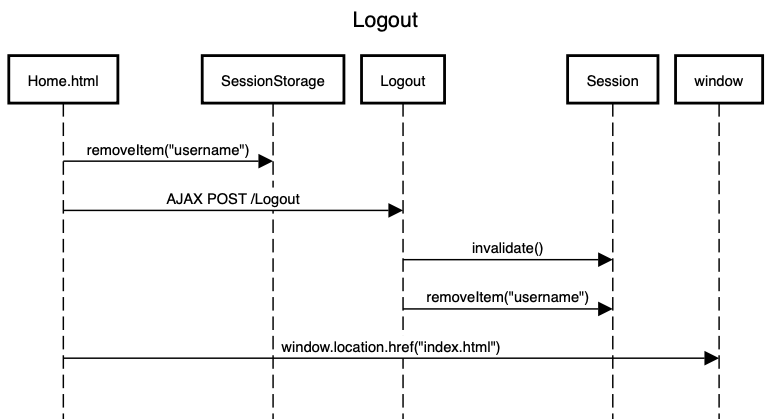 Logout
Home.html
SessionStorage
Logout
Session
window
removeItem("username")
AJAX POST /Logout
invalidate()
removeItem("username")
window.location.href("index.html")